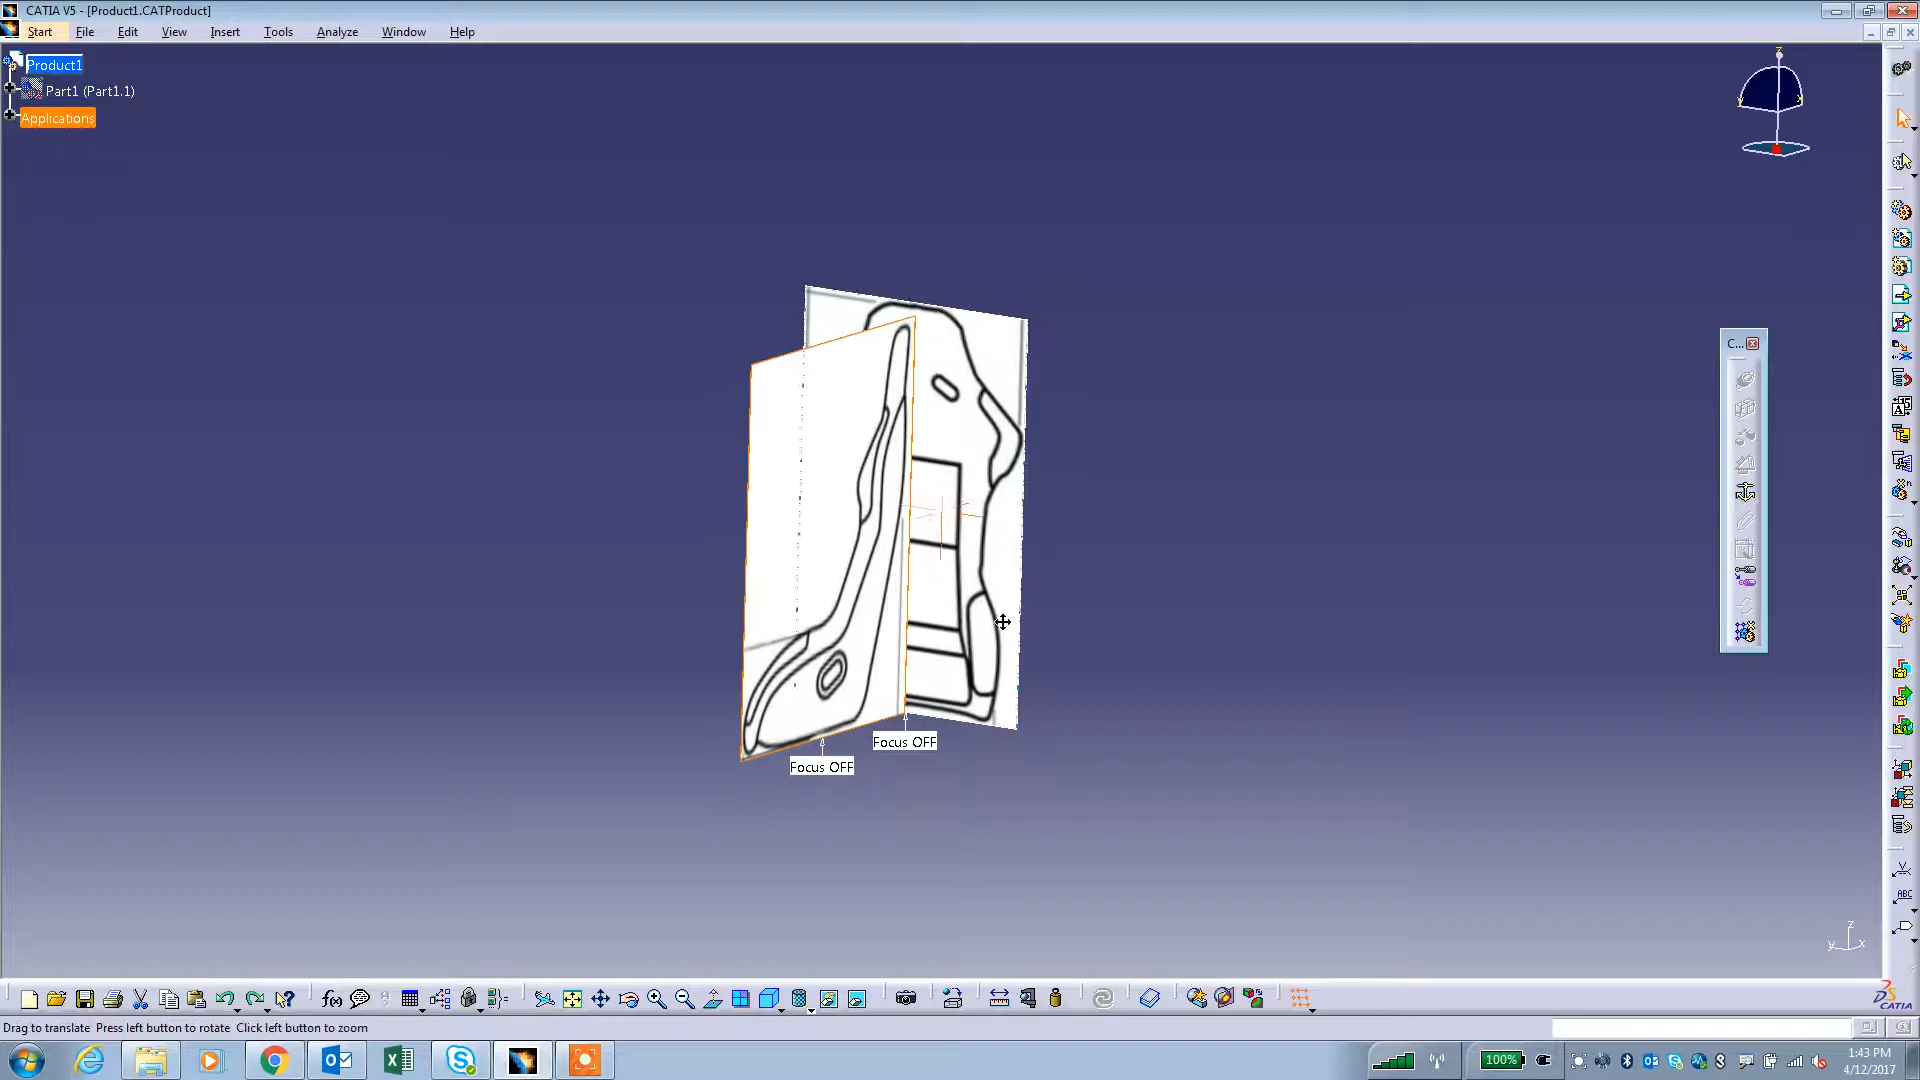 CATIA V5 - [Product1.CATProduct]
Start File Edit View Insert Tools Analyze Window Help
Product1
Part1 (Part1.1)
Applications
z
y x
C...
Focus OFF
Focus OFF
z
y x
ABC
f(x)
CATIA
Drag to translate Press left button to rotate Click left button to zoom
100%
1:43 PM
4/12/2017